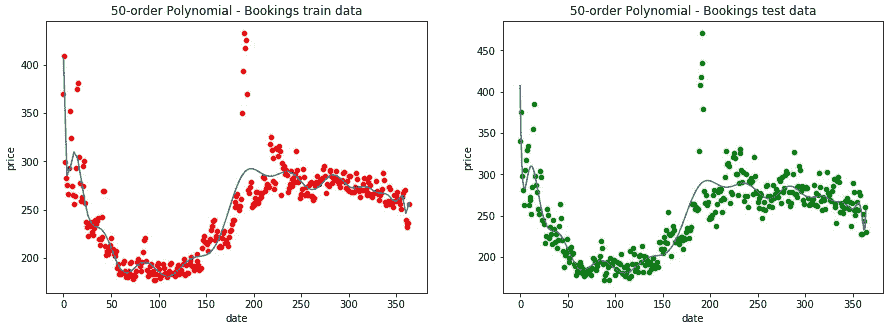 50-order Polynomial - Bookings train data
price
400
350
300
250
200
0 50 100 150 200 250 300 350
date
50-order Polynomial - Bookings test data
price
450
400
350
300
250
200
0 50 100 150 200 250 300 350
date